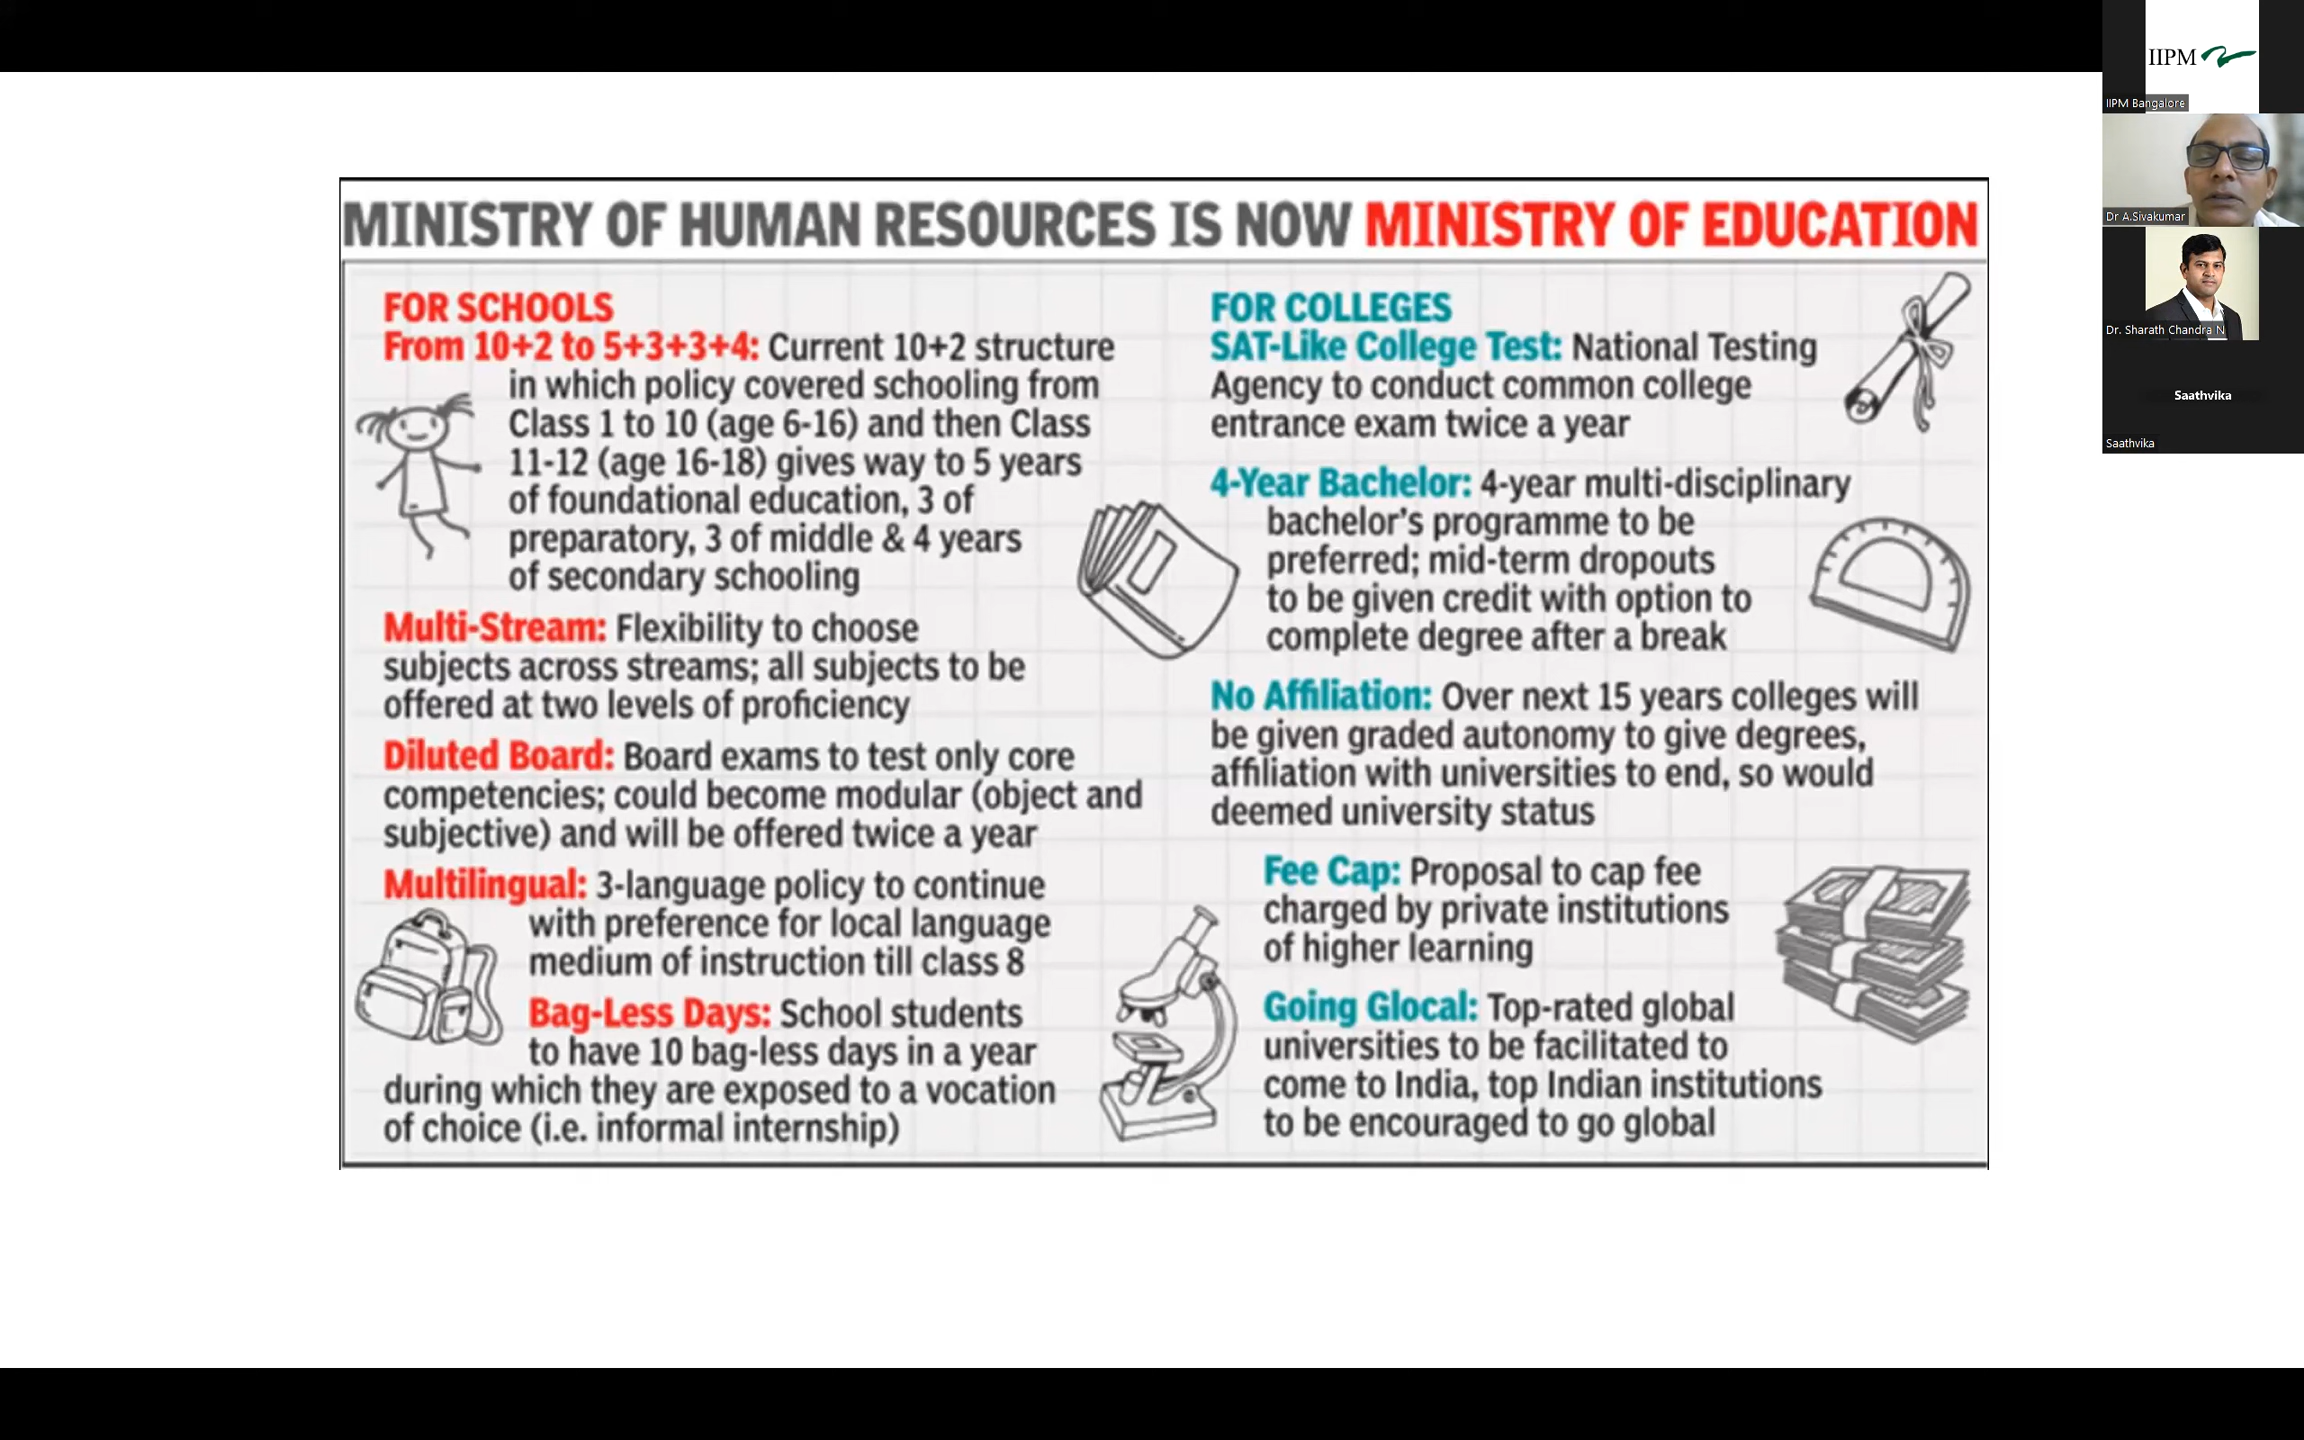 MINISTRY OF HUMAN RESOURCES IS NOW MINISTRY OF EDUCATION
FOR SCHOOLS
From 10+2 to 5+3+3+4: Current 10+2 structure
in which policy covered schooling from
Class 1 to 10 (age 6-16) and then Class
11-12 (age 16-18) gives way to 5 years
of foundational education, 3 of
preparatory, 3 of middle & 4 years
of secondary schooling
Multi-Stream: Flexibility to choose
subjects across streams; all subjects to be
offered at two levels of proficiency
Diluted Board: Board exams to test only core
competencies; could become modular (object and
subjective) and will be offered twice a year
Multilingual: 3-language policy to continue
with preference for local language
medium of instruction till class 8
Bag-Less Days: School students
to have 10 bag-less days in a year
during which they are exposed to a vocation
of choice (i.e. informal internship)
FOR COLLEGES
SAT-Like College Test: National Testing
Agency to conduct common college
entrance exam twice a year
4-Year Bachelor: 4-year multi-disciplinary
bachelor's programme to be
preferred; mid-term dropouts
to be given credit with option to
complete degree after a break
No Affiliation: Over next 15 years colleges will
be given graded autonomy to give degrees,
affiliation with universities to end, so would
deemed university status
Fee Cap: Proposal to cap fee
charged by private institutions
of higher learning
Going Glocal: Top-rated global
universities to be facilitated to
come to India, top Indian institutions
to be encouraged to go global
IIPM
IIPM Bangalore
Dr A.Sivakumar
Dr. Sharath Chandra N
Saathvika
Saathvika